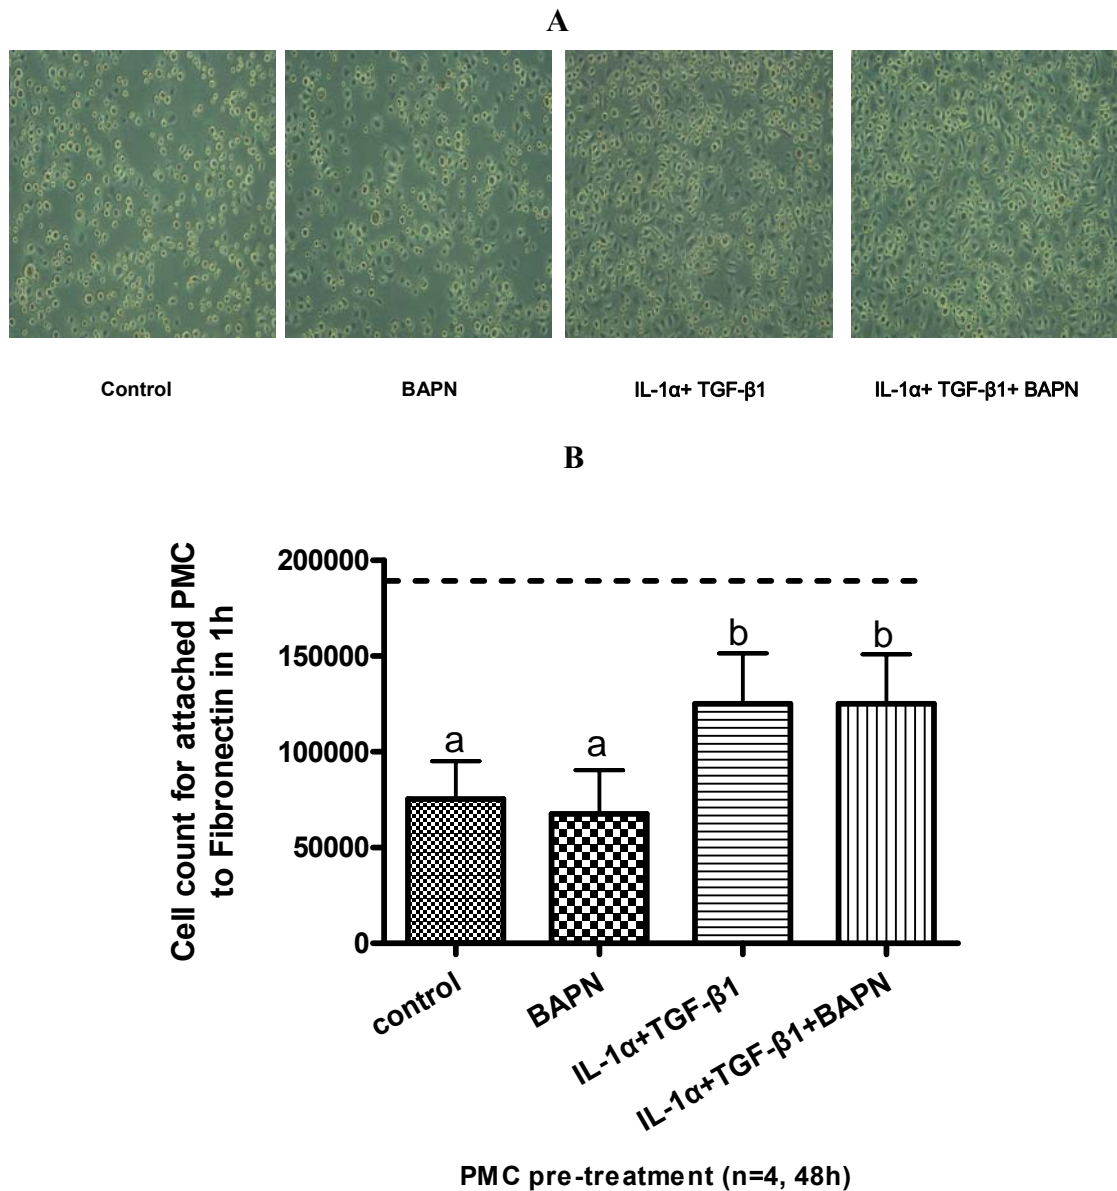 A
Control
BAPN
IL-1α+ TGF-β1
IL-1α+ TGF-β1+ BAPN
B
Cell count for attached PMC
to Fibronectin in 1h
200000
150000
100000
50000
0
a
a
b
b
control
BAPN
IL-1α+TGF-β1
IL-1α+TGF-β1+BAPN
PMC pre-treatment (n=4, 48h)